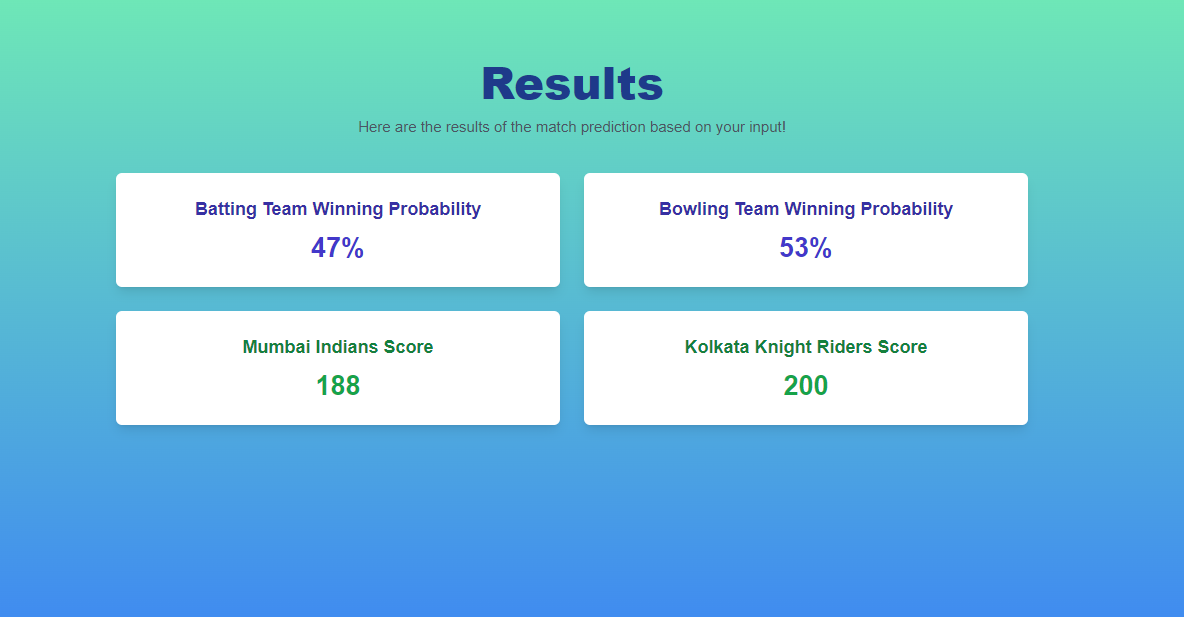 Results
Here are the results of the match prediction based on your input!
Batting Team Winning Probability
47%
Bowling Team Winning Probability
53%
Mumbai Indians Score
188
Kolkata Knight Riders Score
200